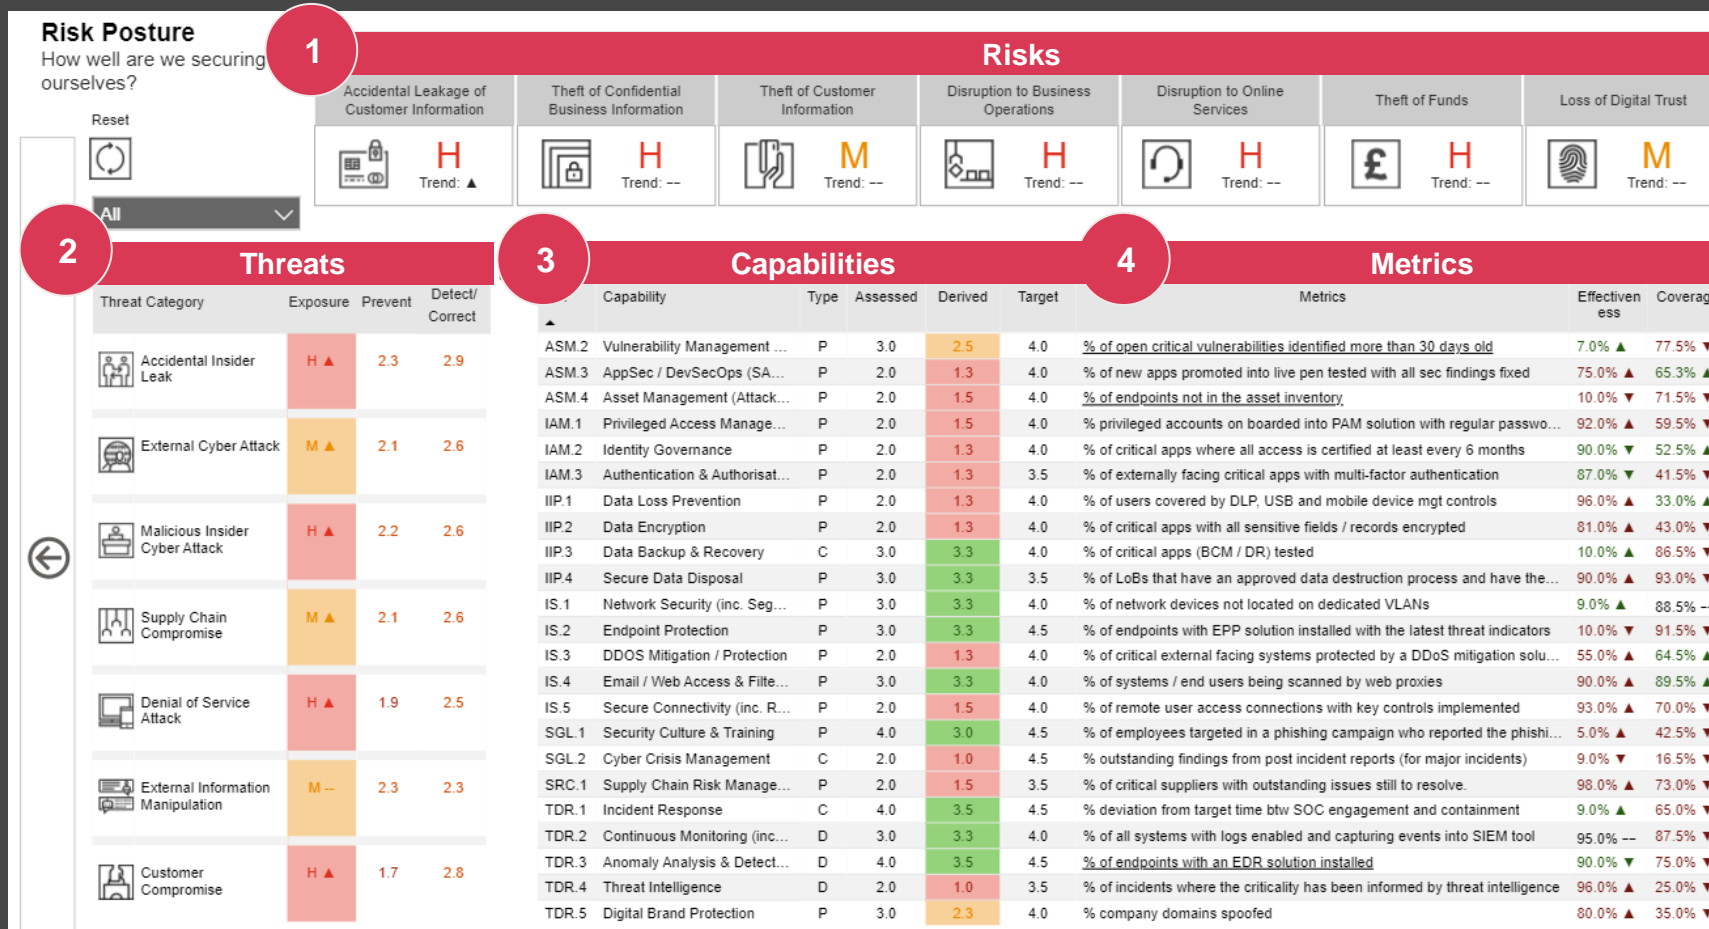 Risk Posture
How well are we securing
ourselves?
1
Risks
Accidental Leakage of
Customer Information
Theft of Confidential
Business Information
Theft of Customer
Information
Disruption to Business
Operations
Disruption to Online
Services
Theft of Funds
Loss of Digital Trust
Reset
H
Trend: ▲
H
Trend: --
M
Trend: --
H
Trend: --
H
Trend: --
£
H
Trend: --
M
Trend: --
All
2
Threats
3
Capabilities
4
Metrics
Threat Category Exposure Prevent Detect/
Correct
Accidental Insider
Leak
H ▲ 2.3 2.9
External Cyber Attack M ▲ 2.1 2.6
Malicious Insider
Cyber Attack
H ▲ 2.2 2.6
Supply Chain
Compromise
M ▲ 2.1 2.6
Denial of Service
Attack
H ▲ 1.9 2.5
External Information
Manipulation
M -- 2.3 2.3
Customer
Compromise
H ▲ 1.7 2.8
Capability Type Assessed Derived Target Metrics Effectiven
ess
Coverag
▲
ASM.2 Vulnerability Management ... P 3.0 2.5 4.0 % of open critical vulnerabilities identified more than 30 days old 7.0% ▲ 77.5% ▼
ASM.3 AppSec / DevSecOps (SA... P 2.0 1.3 4.0 % of new apps promoted into live pen tested with all sec findings fixed 75.0% ▲ 65.3% ▲
ASM.4 Asset Management (Attack... P 2.0 1.5 4.0 % of endpoints not in the asset inventory 10.0% ▼ 71.5% ▼
IAM.1 Privileged Access Manage... P 2.0 1.5 4.0 % privileged accounts on boarded into PAM solution with regular passwo... 92.0% ▲ 59.5% ▼
IAM.2 Identity Governance P 2.0 1.3 4.0 % of critical apps where all access is certified at least every 6 months 90.0% ▼ 52.5% ▲
IAM.3 Authentication & Authorisat... P 2.0 1.3 3.5 % of externally facing critical apps with multi-factor authentication 87.0% ▼ 41.5% ▼
IIP.1 Data Loss Prevention P 2.0 1.3 4.0 % of users covered by DLP, USB and mobile device mgt controls 96.0% ▲ 33.0% ▲
IIP.2 Data Encryption P 2.0 1.3 4.0 % of critical apps with all sensitive fields / records encrypted 81.0% ▲ 43.0% ▼
IIP.3 Data Backup & Recovery C 3.0 3.3 4.0 % of critical apps (BCM / DR) tested 10.0% ▲ 86.5% ▼
IIP.4 Secure Data Disposal P 3.0 3.3 3.5 % of LoBs that have an approved data destruction process and have the... 90.0% ▲ 93.0% ▼
IS.1 Network Security (inc. Seg... P 3.0 3.3 4.0 % of network devices not located on dedicated VLANs 9.0% ▲ 88.5% --
IS.2 Endpoint Protection P 3.0 3.3 4.5 % of endpoints with EPP solution installed with the latest threat indicators 10.0% ▼ 91.5% ▼
IS.3 DDOS Mitigation / Protection P 2.0 1.3 4.0 % of critical external facing systems protected by a DDoS mitigation solu... 55.0% ▲ 64.5% ▲
IS.4 Email / Web Access & Filte... P 3.0 3.3 4.0 % of systems / end users being scanned by web proxies 90.0% ▲ 89.5% ▲
IS.5 Secure Connectivity (inc. R... P 2.0 1.5 4.0 % of remote user access connections with key controls implemented 93.0% ▲ 70.0% ▼
SGL.1 Security Culture & Training P 4.0 3.0 4.5 % of employees targeted in a phishing campaign who reported the phishi... 5.0% ▲ 42.5% ▼
SGL.2 Cyber Crisis Management C 2.0 1.0 4.5 % outstanding findings from post incident reports (for major incidents) 9.0% ▼ 16.5% ▼
SRC.1 Supply Chain Risk Manage... P 2.0 1.5 3.5 % of critical suppliers with outstanding issues still to resolve. 98.0% ▲ 73.0% ▼
TDR.1 Incident Response C 4.0 3.5 4.5 % deviation from target time btw SOC engagement and containment 9.0% ▲ 65.0% ▼
TDR.2 Continuous Monitoring (inc... D 3.0 3.3 4.0 % of all systems with logs enabled and capturing events into SIEM tool 95.0% -- 87.5% ▼
TDR.3 Anomaly Analysis & Detect... D 4.0 3.5 4.5 % of endpoints with an EDR solution installed 90.0% ▼ 75.0% ▼
TDR.4 Threat Intelligence D 2.0 1.0 3.5 % of incidents where the criticality has been informed by threat intelligence 96.0% ▲ 25.0% ▼
TDR.5 Digital Brand Protection P 3.0 2.3 4.0 % company domains spoofed 80.0% ▲ 35.0% ▼